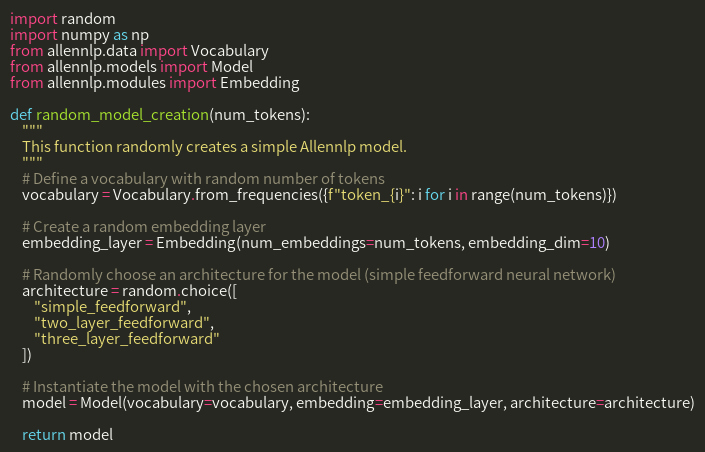 import random
import numpy as np
from allennlp.data import Vocabulary
from allennlp.models import Model
from allennlp.modules import Embedding

def random_model_creation(num_tokens):
    """
    This function randomly creates a simple Allennlp model.
    """
    # Define a vocabulary with random number of tokens
    vocabulary = Vocabulary.from_frequencies({f"token_{i}": i for i in range(num_tokens)})

    # Create a random embedding layer
    embedding_layer = Embedding(num_embeddings=num_tokens, embedding_dim=10)

    # Randomly choose an architecture for the model (simple feedforward neural network)
    architecture = random.choice([
        "simple_feedforward",
        "two_layer_feedforward",
        "three_layer_feedforward"
    ])

    # Instantiate the model with the chosen architecture
    model = Model(vocabulary=vocabulary, embedding=embedding_layer, architecture=architecture)

    return model